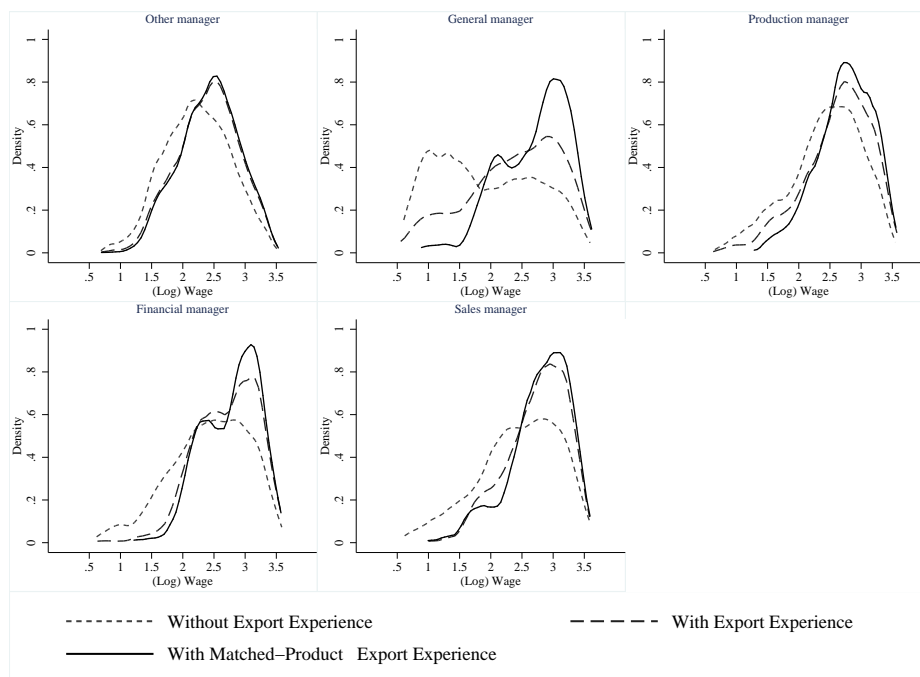 Other manager
General manager
Production manager
Density
0 .2 .4 .6 .8 1
.5 1 1.5 2 2.5 3 3.5
(Log) Wage
Density
0 .2 .4 .6 .8 1
.5 1 1.5 2 2.5 3 3.5
(Log) Wage
Density
0 .2 .4 .6 .8 1
.5 1 1.5 2 2.5 3 3.5
(Log) Wage
Financial manager
Sales manager
Density
0 .2 .4 .6 .8 1
.5 1 1.5 2 2.5 3 3.5
(Log) Wage
Density
0 .2 .4 .6 .8 1
.5 1 1.5 2 2.5 3 3.5
(Log) Wage
Without Export Experience
With Export Experience
With Matched−Product Export Experience